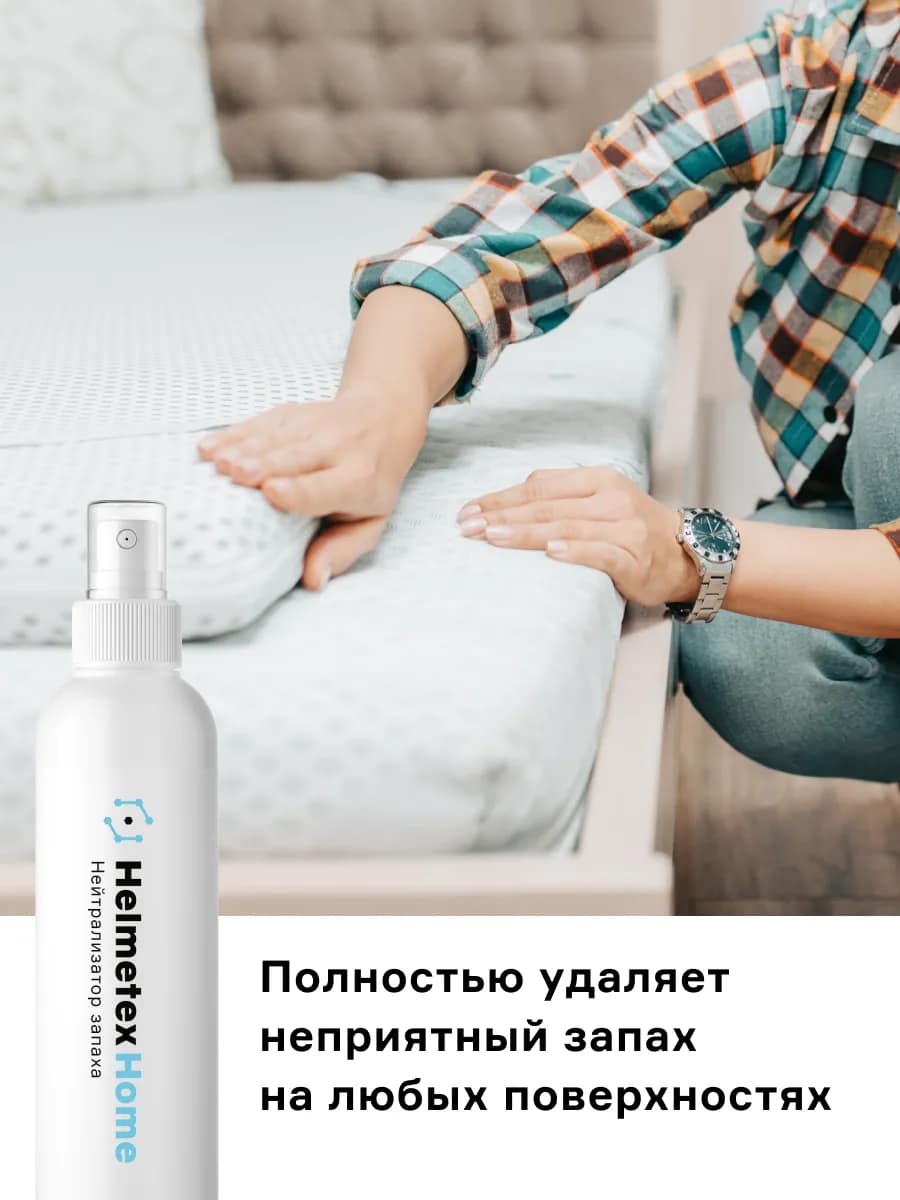 Helmetex Home
Нейтрализатор запаха
Полностью удаляет
неприятный запах
на любых поверхностях